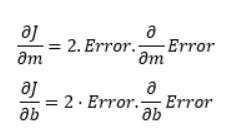 ∂J/∂m = 2. Error. ∂/∂m Error
∂J/∂b = 2 · Error. ∂/∂b Error